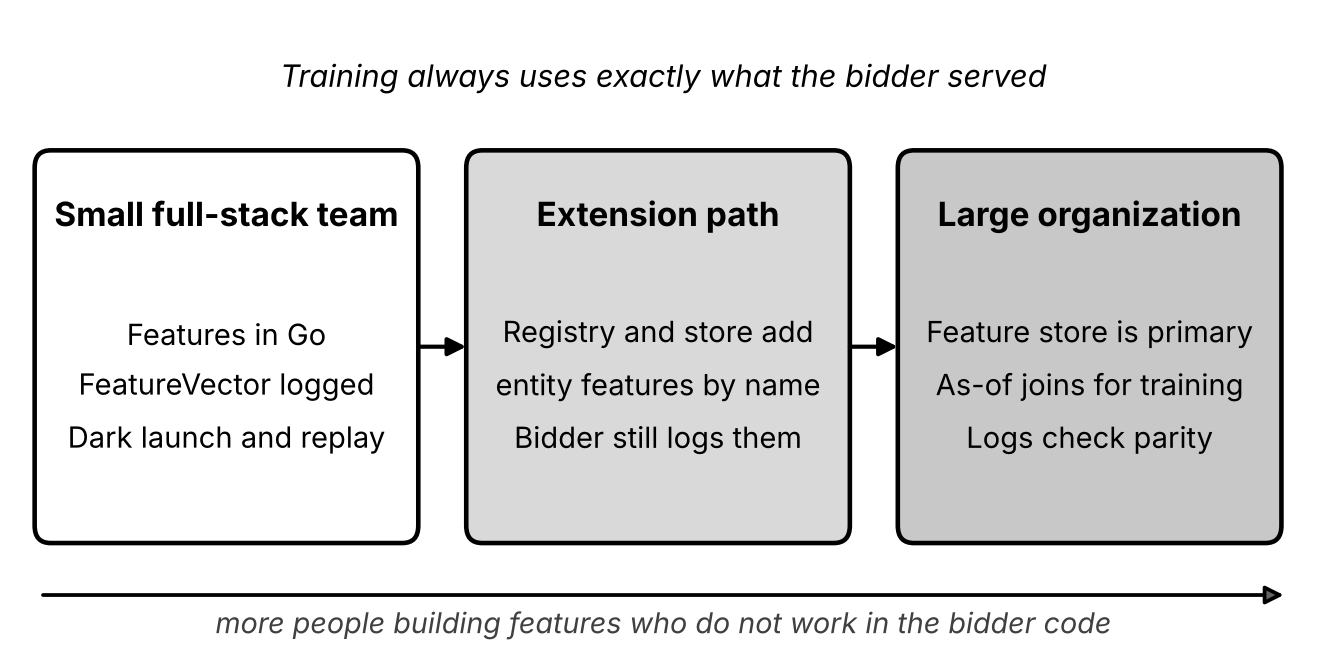 Training always uses exactly what the bidder served
Small full-stack team
Features in Go
FeatureVector logged
Dark launch and replay
Extension path
Registry and store add
entity features by name
Bidder still logs them
Large organization
Feature store is primary
As-of joins for training
Logs check parity
more people building features who do not work in the bidder code